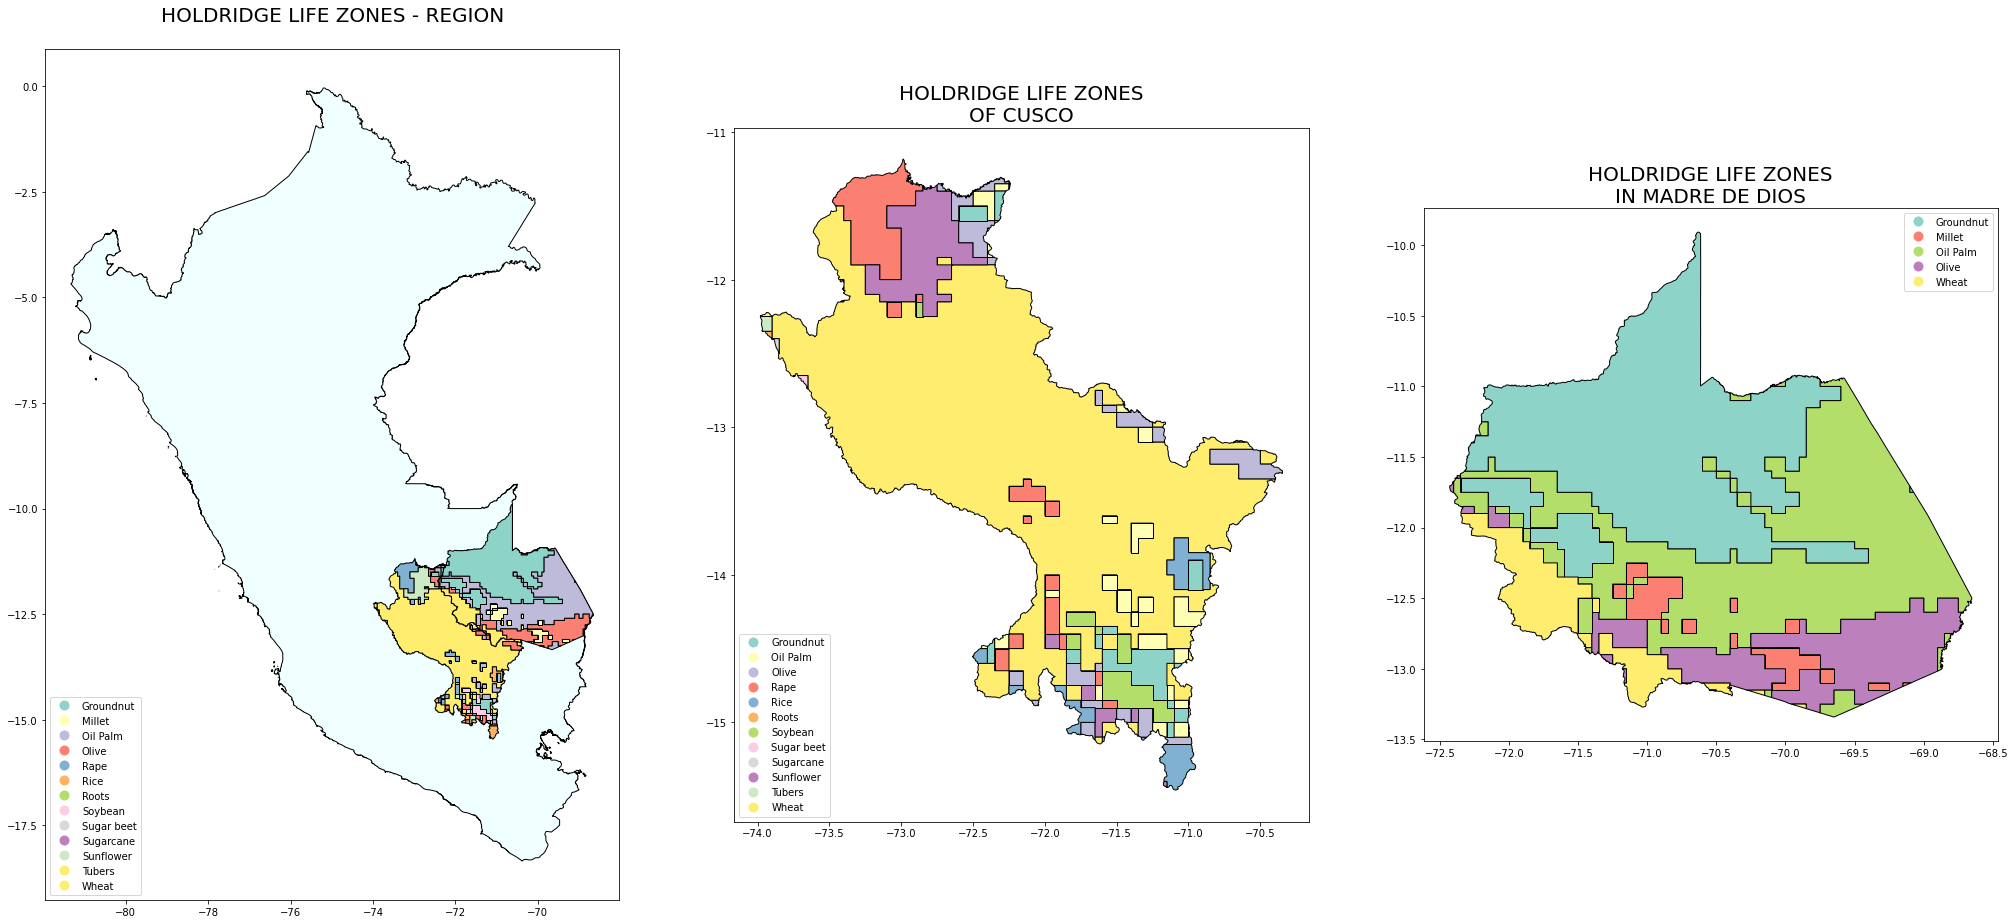 HOLDRIDGE LIFE ZONES - REGION
0.0
−2.5
−5.0
−7.5
−10.0
−12.5
−15.0
−17.5
−80
−78
−76
−74
−72
−70
Groundnut
Millet
Oil Palm
Olive
Rape
Rice
Roots
Soybean
Sugar beet
Sugarcane
Sunflower
Tubers
Wheat
HOLDRIDGE LIFE ZONES
OF CUSCO
−11
−12
−13
−14
−15
−74.0
−73.5
−73.0
−72.5
−72.0
−71.5
−71.0
−70.5
Groundnut
Oil Palm
Olive
Rape
Rice
Roots
Soybean
Sugar beet
Sugarcane
Sunflower
Tubers
Wheat
HOLDRIDGE LIFE ZONES
IN MADRE DE DIOS
Groundnut
Millet
Oil Palm
Olive
Wheat
−10.0
−10.5
−11.0
−11.5
−12.0
−12.5
−13.0
−13.5
−72.5
−72.0
−71.5
−71.0
−70.5
−70.0
−69.5
−69.0
−68.5